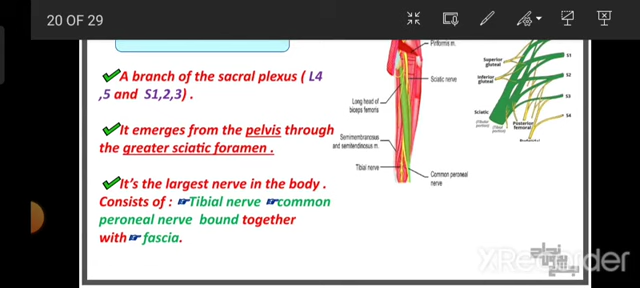 20 OF 29
✔A branch of the sacral plexus ( L4
,5 and S1,2,3) .
✔It emerges from the pelvis through
the greater sciatic foramen .
✔It's the largest nerve in the body .
Consists of : ☞Tibial nerve ☞common
peroneal nerve bound together
with☞ fascia.
Piriformis m.
Sciatic nerve
Long head of
biceps femoris
Semimembranosus
and semitendinosus m.
Tibial nerve
Common peroneal
nerve
Superior
gluteal
Inferior
gluteal
Sciatic
(Tibial
portion)
Posterior
femoral
S1
S2
S3
S4
XRecorder